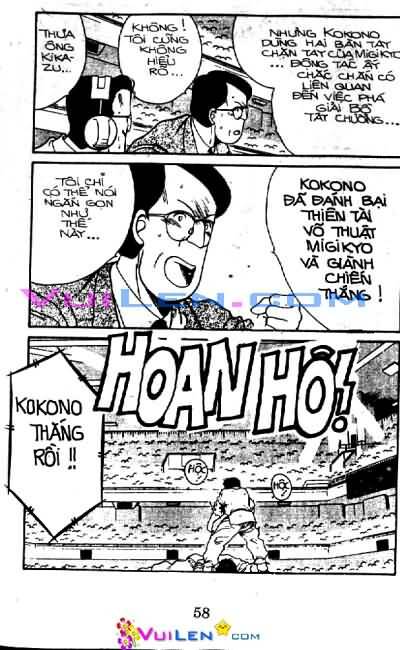 THƯA
ÔNG
KIKA-
ZU...
KHÔNG!
TÔI CŨNG
KHÔNG
HIỂU
RÕ...
NHƯNG KOKONO
DÙNG HAI BÀN TAY
CHẶN TAY CỦA MIGIKYO
... ĐỘNG TÁC ẤY
CHẮC CHẮN CÓ
LIÊN QUAN
ĐẾN VIỆC PHÁ
GIẢI BỘ
TÁT CHƯỞNG...
TÔI CHỈ
CÓ THỂ NÓI
NGẮN GỌN
NHƯ
THẾ
NÀY...
KOKONO
ĐÃ ĐÁNH BẠI
THIÊN TÀI
VÕ THUẬT
MIGIKYO
VÀ GIÀNH
CHIẾN
THẮNG!
VUILEN.COM
HOAN HÔ!!
KOKONO
THẮNG
RỒI!!
HỘC
HỘC
58
VUILEN.COM